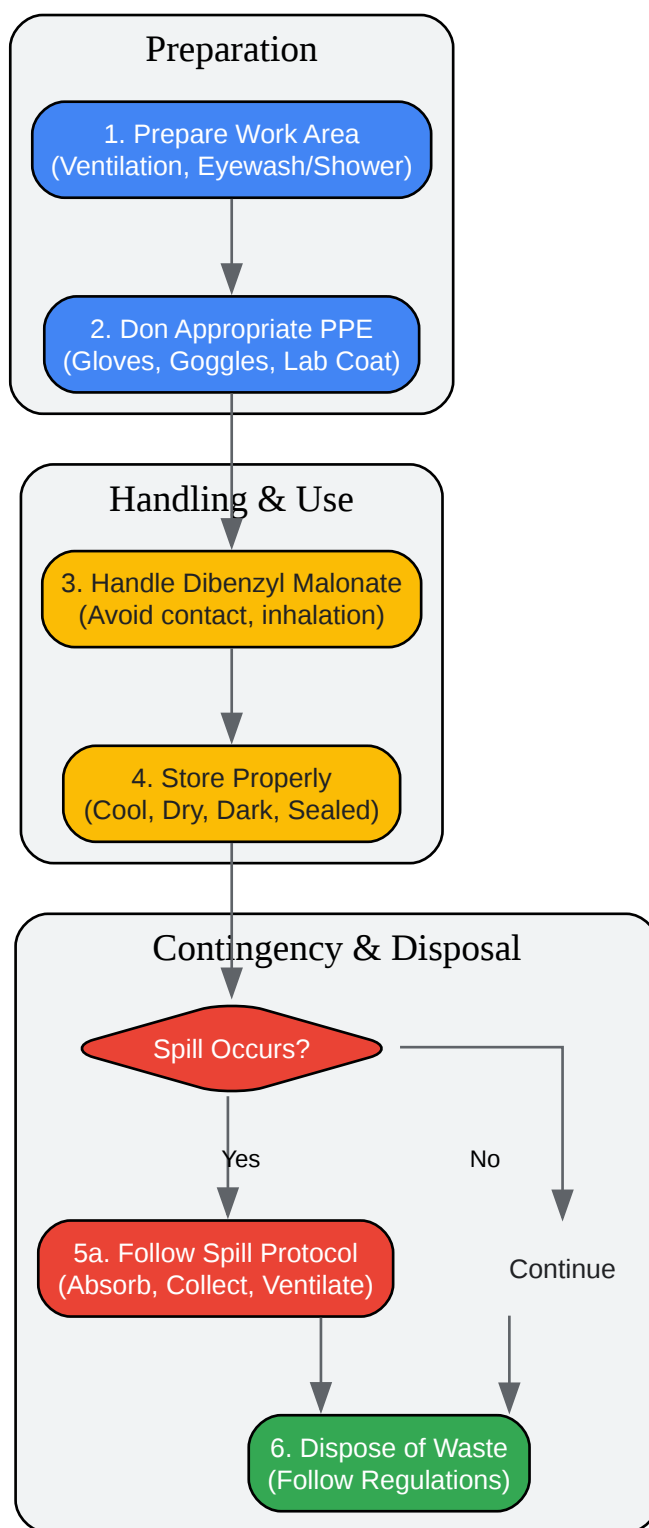 Preparation
1. Prepare Work Area
(Ventilation, Eyewash/Shower)
2. Don Appropriate PPE
(Gloves, Goggles, Lab Coat)
Handling & Use
3. Handle Dibenzyl Malonate
(Avoid contact, inhalation)
4. Store Properly
(Cool, Dry, Dark, Sealed)
Contingency & Disposal
Spill Occurs?
Yes
No
5a. Follow Spill Protocol
(Absorb, Collect, Ventilate)
Continue
6. Dispose of Waste
(Follow Regulations)